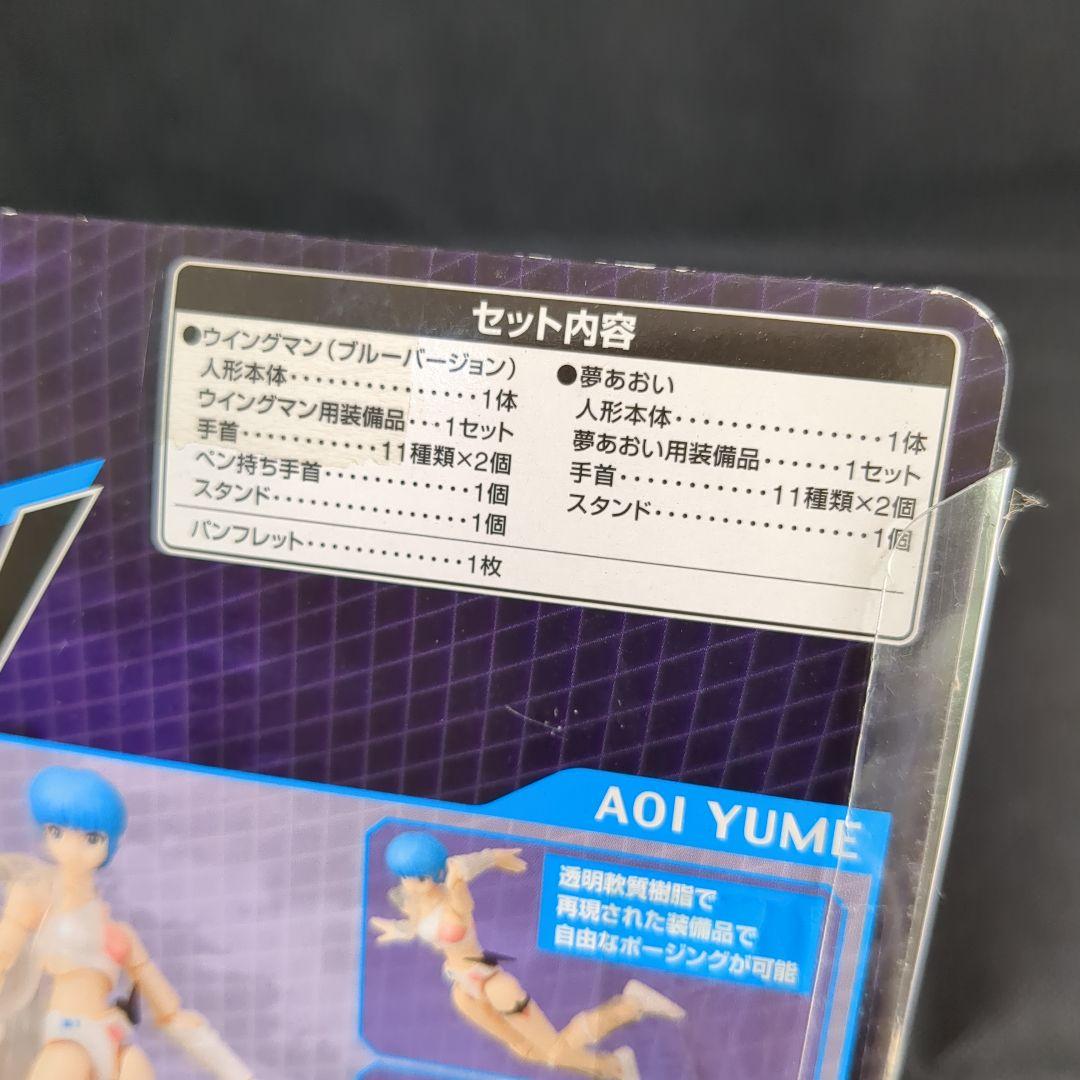 セット内容
●ウイングマン(ブルーバージョン)
人形本体・・・・・・・・・・・・・・・・1体
ウイングマン用装備品・・・1セット
手首・・・・・・・・・・・11種類×2個
ペン持ち手首・・・・・・・・・・・・1個
スタンド・・・・・・・・・・・・・・・・・1個
パンフレット・・・・・・・・・・・・・1枚
●夢あおい
人形本体・・・・・・・・・・・・・・・・1体
夢あおい用装備品・・・・・・1セット
手首・・・・・・・・・・・・11種類×2個
スタンド・・・・・・・・・・・・・・・・・1個
AOI YUME
透明軟質樹脂で
再現された装備品で
自由なポージングが可能